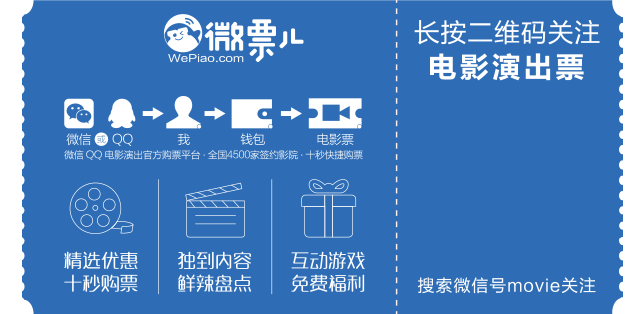 微票儿
WePiao.com
微信 或 QQ 我 钱包 电影票
微信 QQ 电影演出官方购票平台 · 全国4500家签约影院 · 十秒快捷购票
精选优惠
十秒购票
独到内容
鲜辣盘点
互动游戏
免费福利
长按二维码关注
电影演出票
搜索微信号movie关注